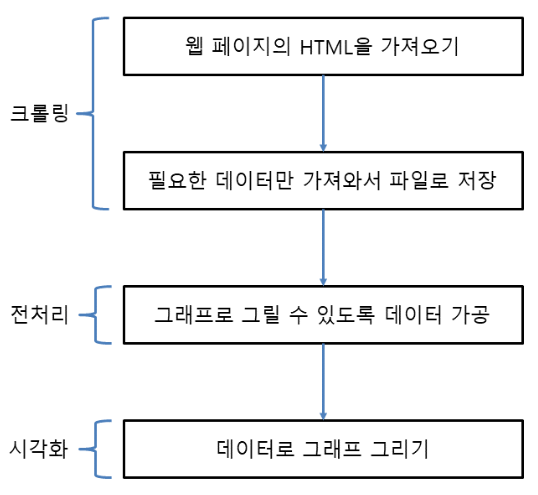 웹 페이지의 HTML을 가져오기
크롤링
필요한 데이터만 가져와서 파일로 저장
전처리
그래프로 그릴 수 있도록 데이터 가공
시각화
데이터로 그래프 그리기